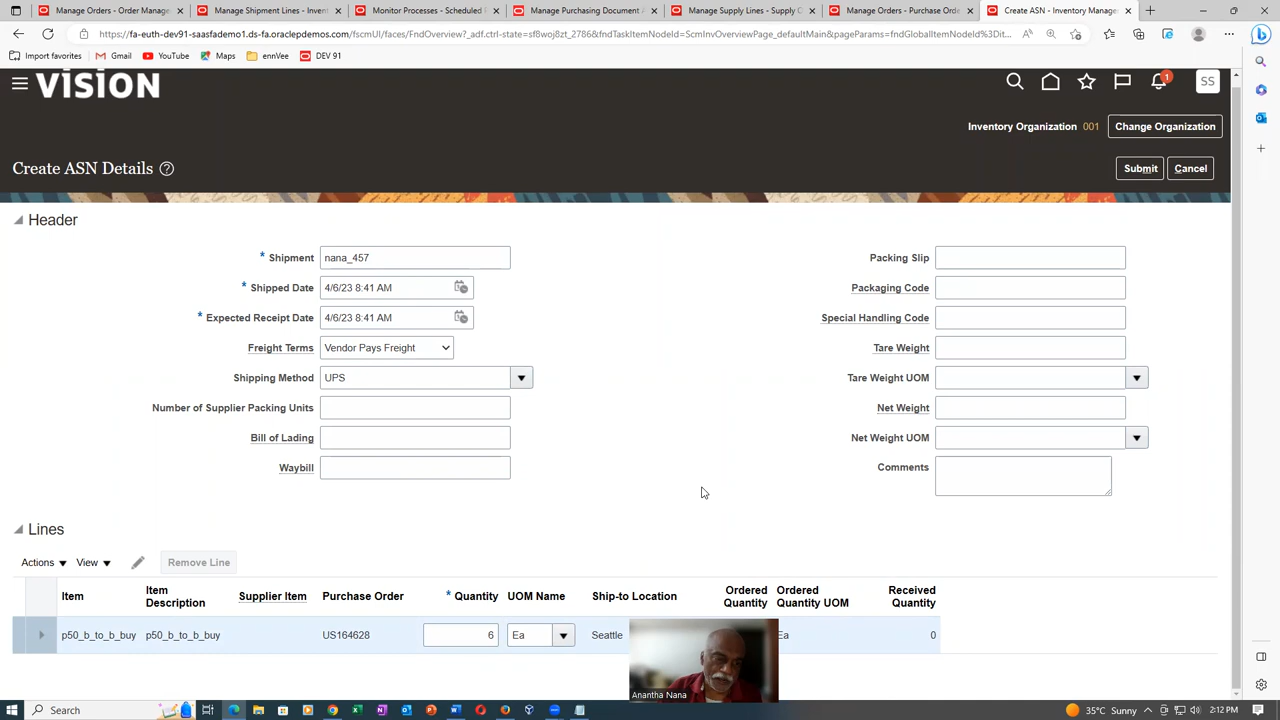 Manage Orders - Order Manage
Manage Shipment Lines - Invent
Monitor Processes - Scheduled
Manage Purchasing Document A
Manage Supply Lines - Supply C
Manage Orders - Purchase Orde
Create ASN - Inventory Manage
https://fa-euth-dev91-saasfademo1.ds-fa.oraclepdemos.com/fscmUI/faces/FndOverview?_adf.ctrl-state=sf8woj8zt_2786&fndTaskItemNodeId=ScmInvOverviewPage_defaultMain&pageParams=fndGlobalItemNodeId%3Dit...
Import favorites
Gmail
YouTube
Maps
ennVee
DEV 91
VISION
1
SS
Inventory Organization 001 Change Organization
Create ASN Details ?
Submit Cancel
Header
* Shipment nana_457
* Shipped Date 4/6/23 8:41 AM
* Expected Receipt Date 4/6/23 8:41 AM
Freight Terms Vendor Pays Freight
Shipping Method UPS
Number of Supplier Packing Units
Bill of Lading
Waybill
Packing Slip
Packaging Code
Special Handling Code
Tare Weight
Tare Weight UOM
Net Weight
Net Weight UOM
Comments
Lines
Actions View Remove Line
Item
Item Description
Supplier Item
Purchase Order
* Quantity
UOM Name
Ship-to Location
Ordered Quantity
Ordered Quantity UOM
Received Quantity
p50_b_to_b_buy p50_b_to_b_buy US164628 6 Ea Seattle Ea 0
Anantha Nana
Search
35°C Sunny
2:12 PM